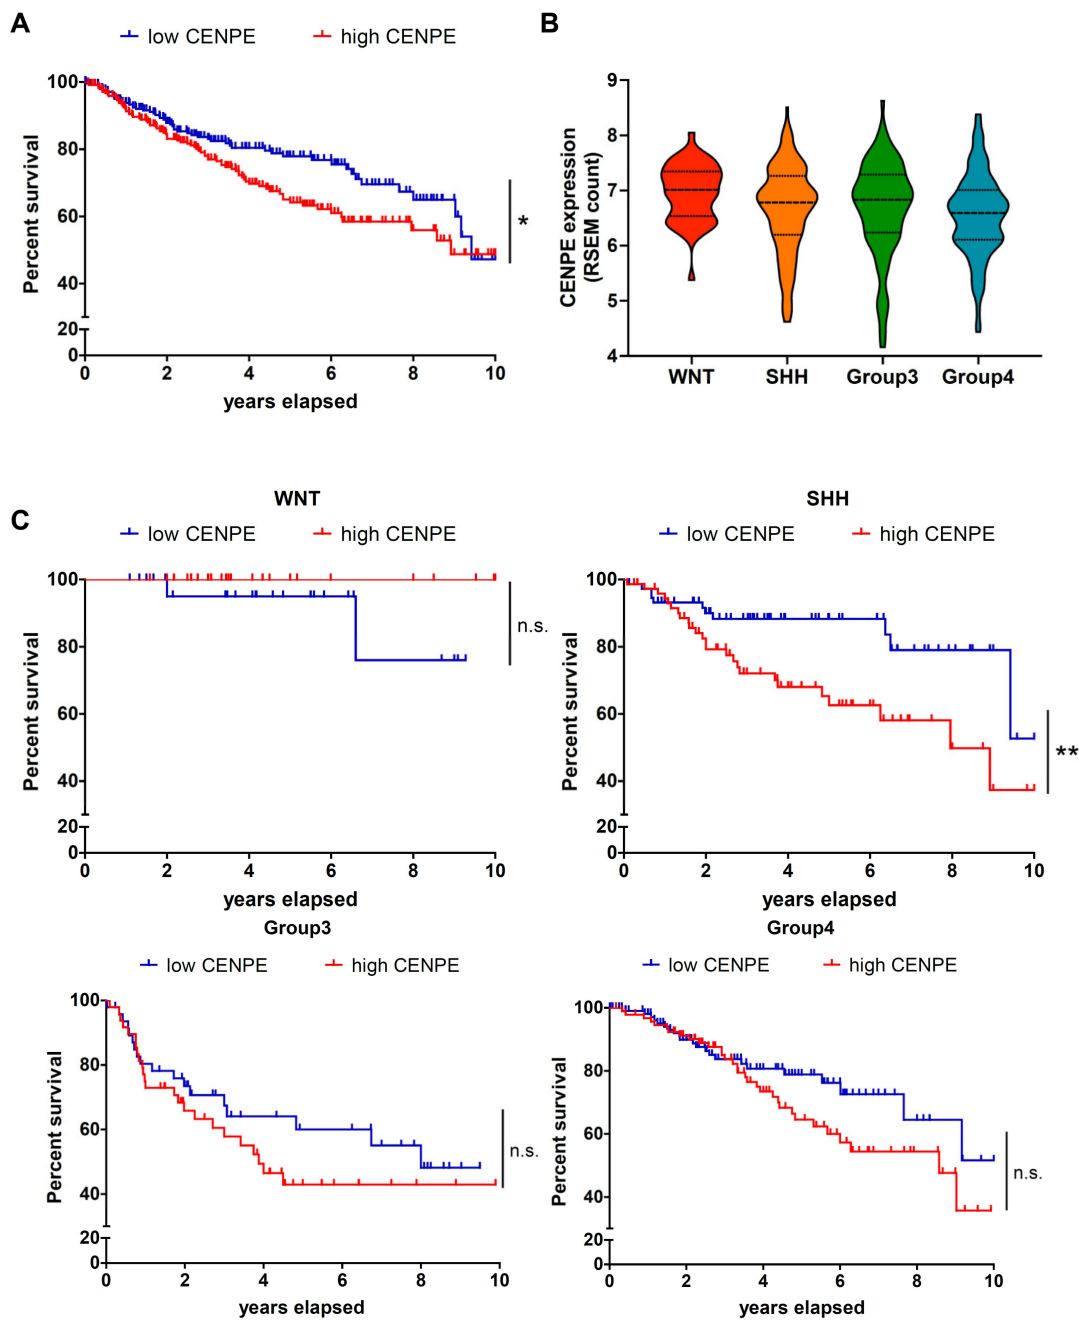 A
low CENPE high CENPE
100
80
60
40
20
0
Percent survival
0 2 4 6 8 10
years elapsed
*
B
9
8
7
6
5
4
CENPE expression
(RSEM count)
WNT SHH Group3 Group4
C
WNT
low CENPE high CENPE
100
80
60
40
20
0
Percent survival
0 2 4 6 8 10
years elapsed
n.s.
SHH
low CENPE high CENPE
100
80
60
40
20
0
Percent survival
0 2 4 6 8 10
years elapsed
**
Group3
low CENPE high CENPE
100
80
60
40
20
0
Percent survival
0 2 4 6 8 10
years elapsed
n.s.
Group4
low CENPE high CENPE
100
80
60
40
20
0
Percent survival
0 2 4 6 8 10
years elapsed
n.s.